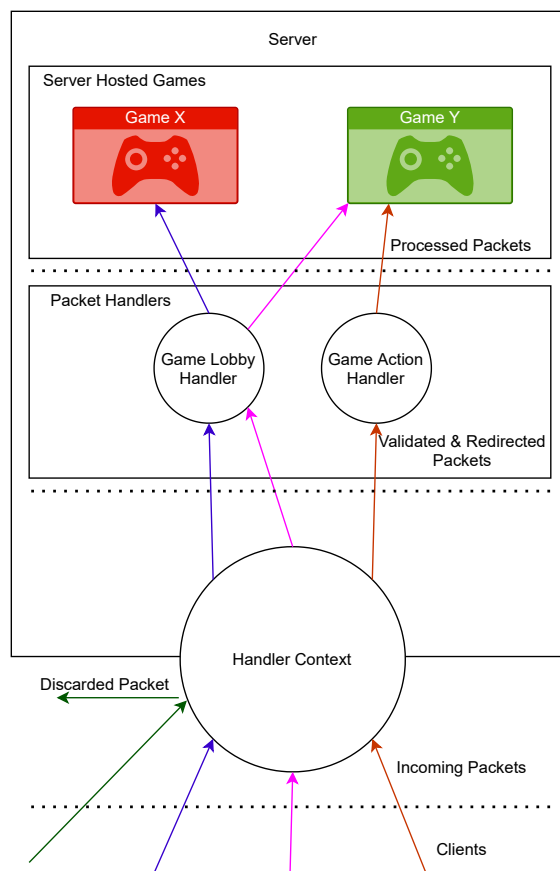 Server
Server Hosted Games
Game X
Game Y
Processed Packets
Packet Handlers
Game Lobby
Handler
Game Action
Handler
Validated & Redirected
Packets
Handler Context
Discarded Packet
Incoming Packets
Clients